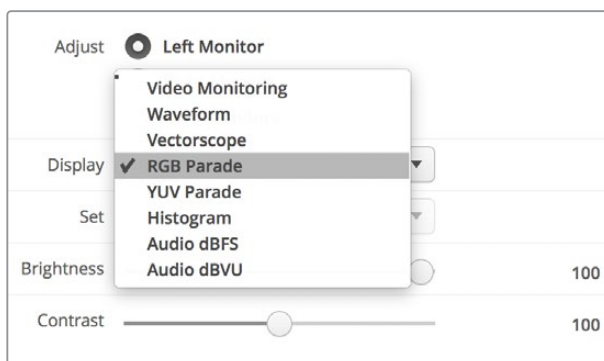 Adjust Left Monitor
Video Monitoring
Waveform
Vectorscope
Display ✓ RGB Parade
YUV Parade
Set Histogram
Audio dBFS
Brightness Audio dBVU 100
Contrast 100